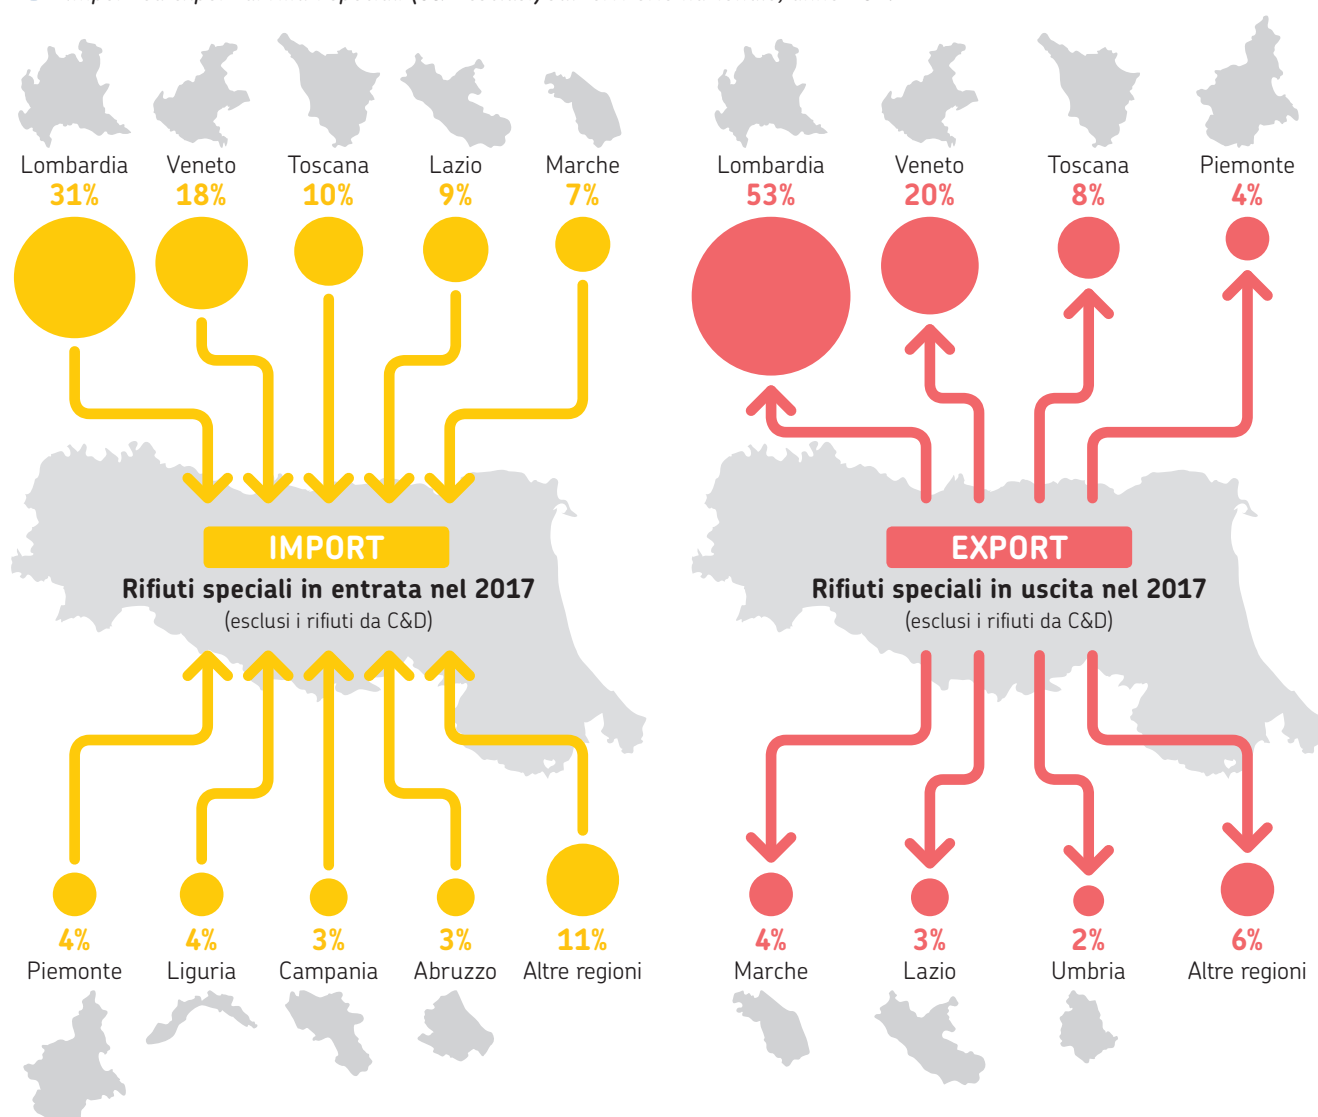 Lombardia Veneto Toscana Lazio Marche
31% 18% 10% 9% 7%
IMPORT
Rifiuti speciali in entrata nel 2017
(esclusi i rifiuti da C&D)
4% 4% 3% 3% 11%
Piemonte Liguria Campania Abruzzo Altre regioni
Lombardia Veneto Toscana Piemonte
53% 20% 8% 4%
EXPORT
Rifiuti speciali in uscita nel 2017
(esclusi i rifiuti da C&D)
4% 3% 2% 6%
Marche Lazio Umbria Altre regioni